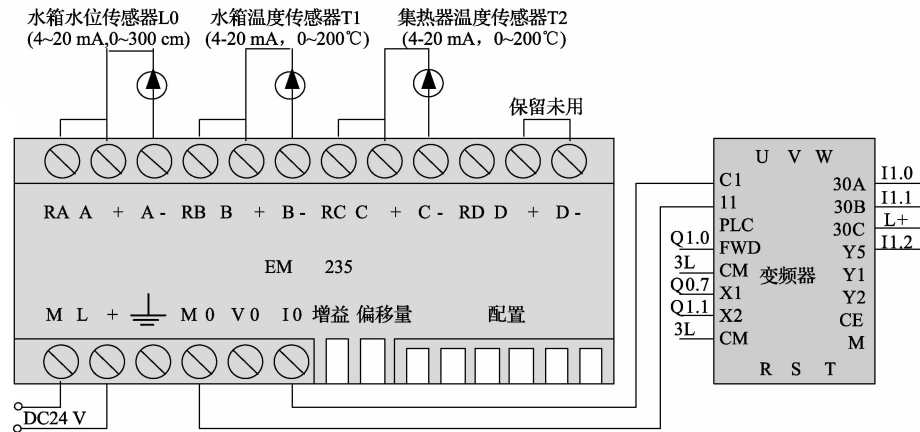 水箱水位传感器L0
(4~20 mA,0~300 cm)
水箱温度传感器T1
(4-20 mA，0~200℃)
集热器温度传感器T2
(4-20 mA，0~200℃)
保留未用
RA A + A - RB B + B - RC C + C - RD D + D -
EM 235
M L + M 0 V 0 I 0 增益 偏移量 配置
DC24 V
U V W
C1
11
PLC
FWD
CM
X1
X2
CM
变频器
30A
30B
30C
Y5
Y1
Y2
CE
M
R S T
Q1.0
3L
Q0.7
Q1.1
3L
I1.0
I1.1
L+
I1.2